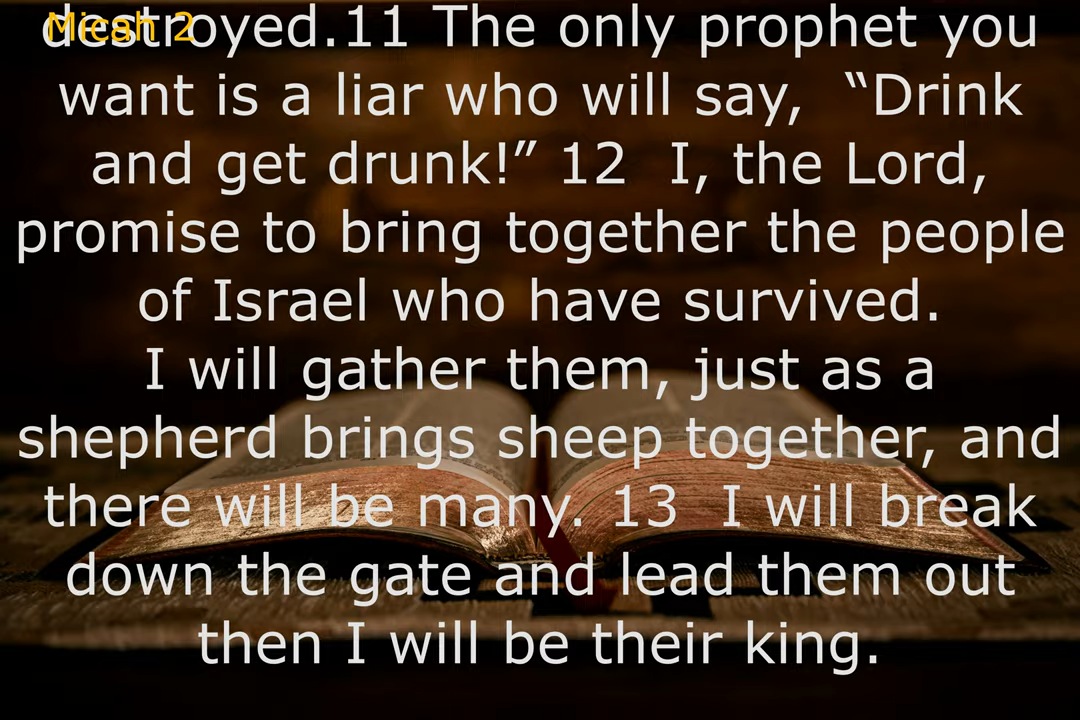 Micah 2
destroyed.11 The only prophet you
want is a liar who will say,  “Drink
and get drunk!” 12  I, the Lord,
promise to bring together the people
of Israel who have survived.
I will gather them, just as a
shepherd brings sheep together, and
there will be many. 13  I will break
down the gate and lead them out
then I will be their king.